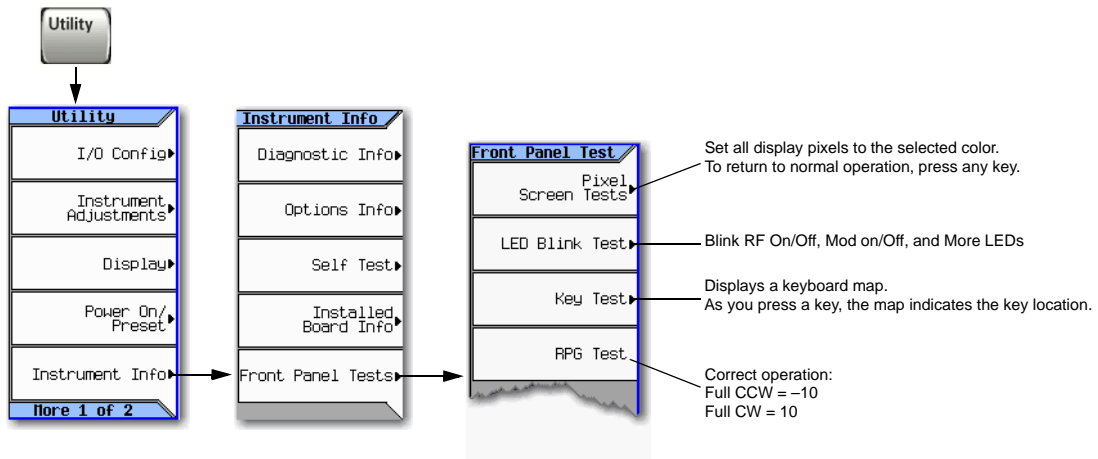 Utility
Utility
I/O Config
Instrument
Adjustments
Display
Power On/
Preset
Instrument Info
More 1 of 2
Instrument Info
Diagnostic Info
Options Info
Self Test
Installed
Board Info
Front Panel Tests
Front Panel Test
Pixel
Screen Tests
LED Blink Test
Key Test
RPG Test
Set all display pixels to the selected color.
To return to normal operation, press any key.
Blink RF On/Off, Mod on/Off, and More LEDs
Displays a keyboard map.
As you press a key, the map indicates the key location.
Correct operation:
Full CCW = –10
Full CW = 10